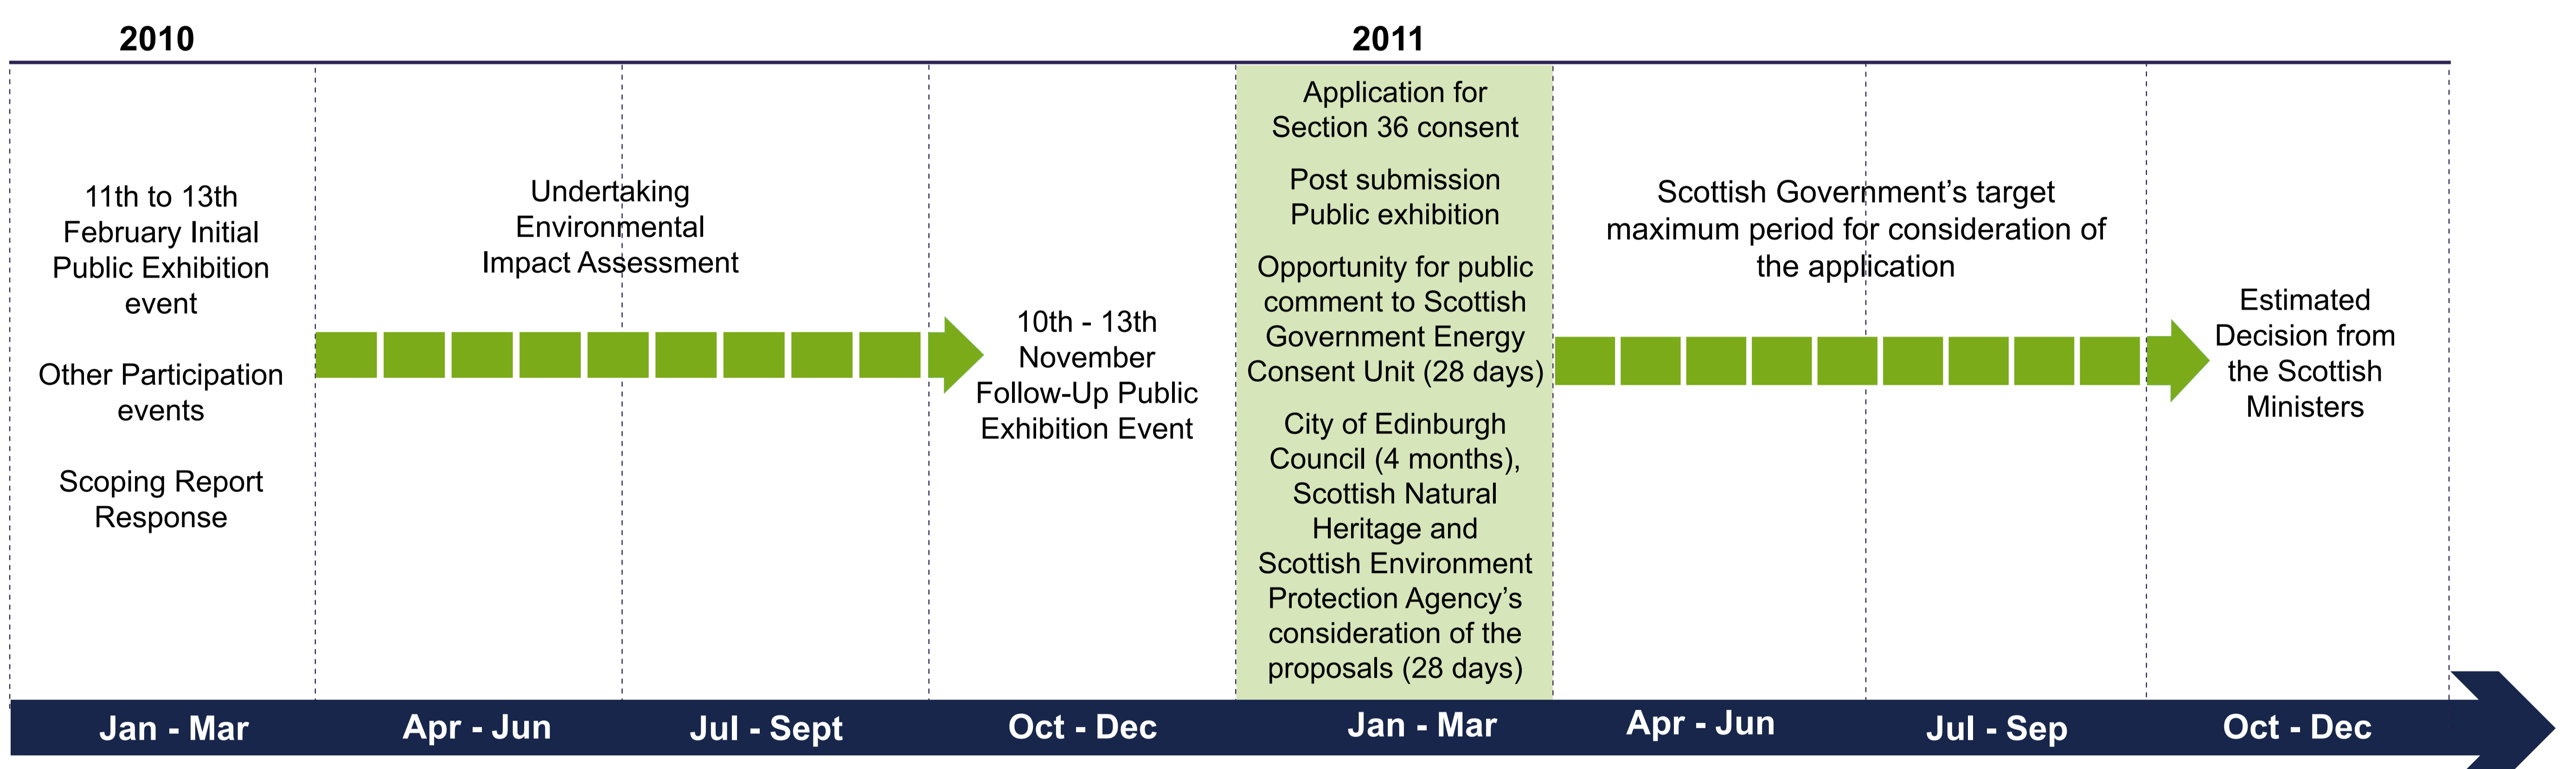 2010
2011
11th to 13th
February Initial
Public Exhibition
event
Other Participation
events
Scoping Report
Response
Undertaking
Environmental
Impact Assessment
10th - 13th
November
Follow-Up Public
Exhibition Event
Application for
Section 36 consent
Post submission
Public exhibition
Opportunity for public
comment to Scottish
Government Energy
Consent Unit (28 days)
City of Edinburgh
Council (4 months),
Scottish Natural
Heritage and
Scottish Environment
Protection Agency’s
consideration of the
proposals (28 days)
Scottish Government’s target
maximum period for consideration of
the application
Estimated
Decision from
the Scottish
Ministers
Jan - Mar
Apr - Jun
Jul - Sept
Oct - Dec
Jan - Mar
Apr - Jun
Jul - Sep
Oct - Dec